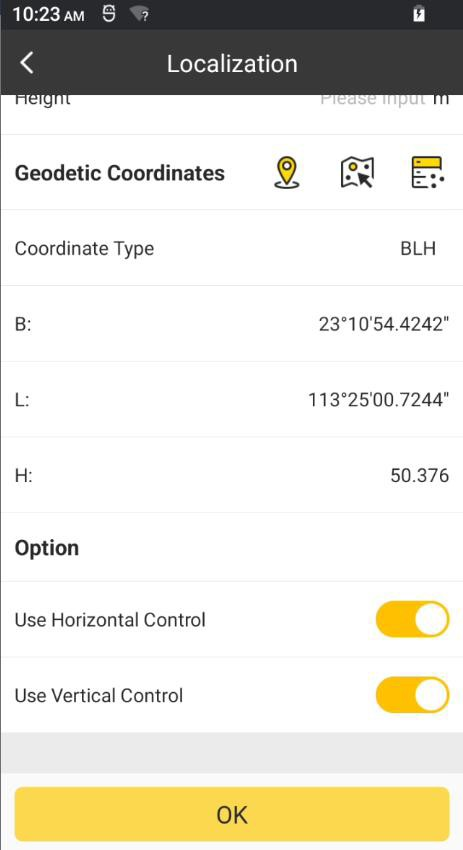 10:23 AM
Localization
Height Please input m
Geodetic Coordinates
Coordinate Type BLH
B: 23°10'54.4242"
L: 113°25'00.7244"
H: 50.376
Option
Use Horizontal Control
Use Vertical Control
OK